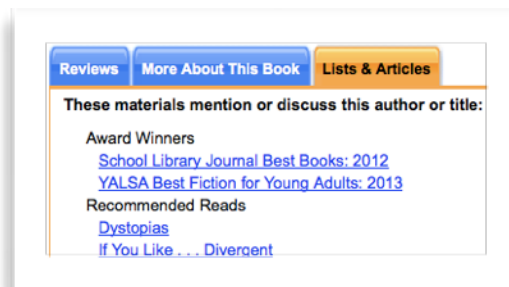 Reviews More About This Book Lists & Articles
These materials mention or discuss this author or title:
Award Winners
School Library Journal Best Books: 2012
YALSA Best Fiction for Young Adults: 2013
Recommended Reads
Dystopias
If You Like . . . Divergent